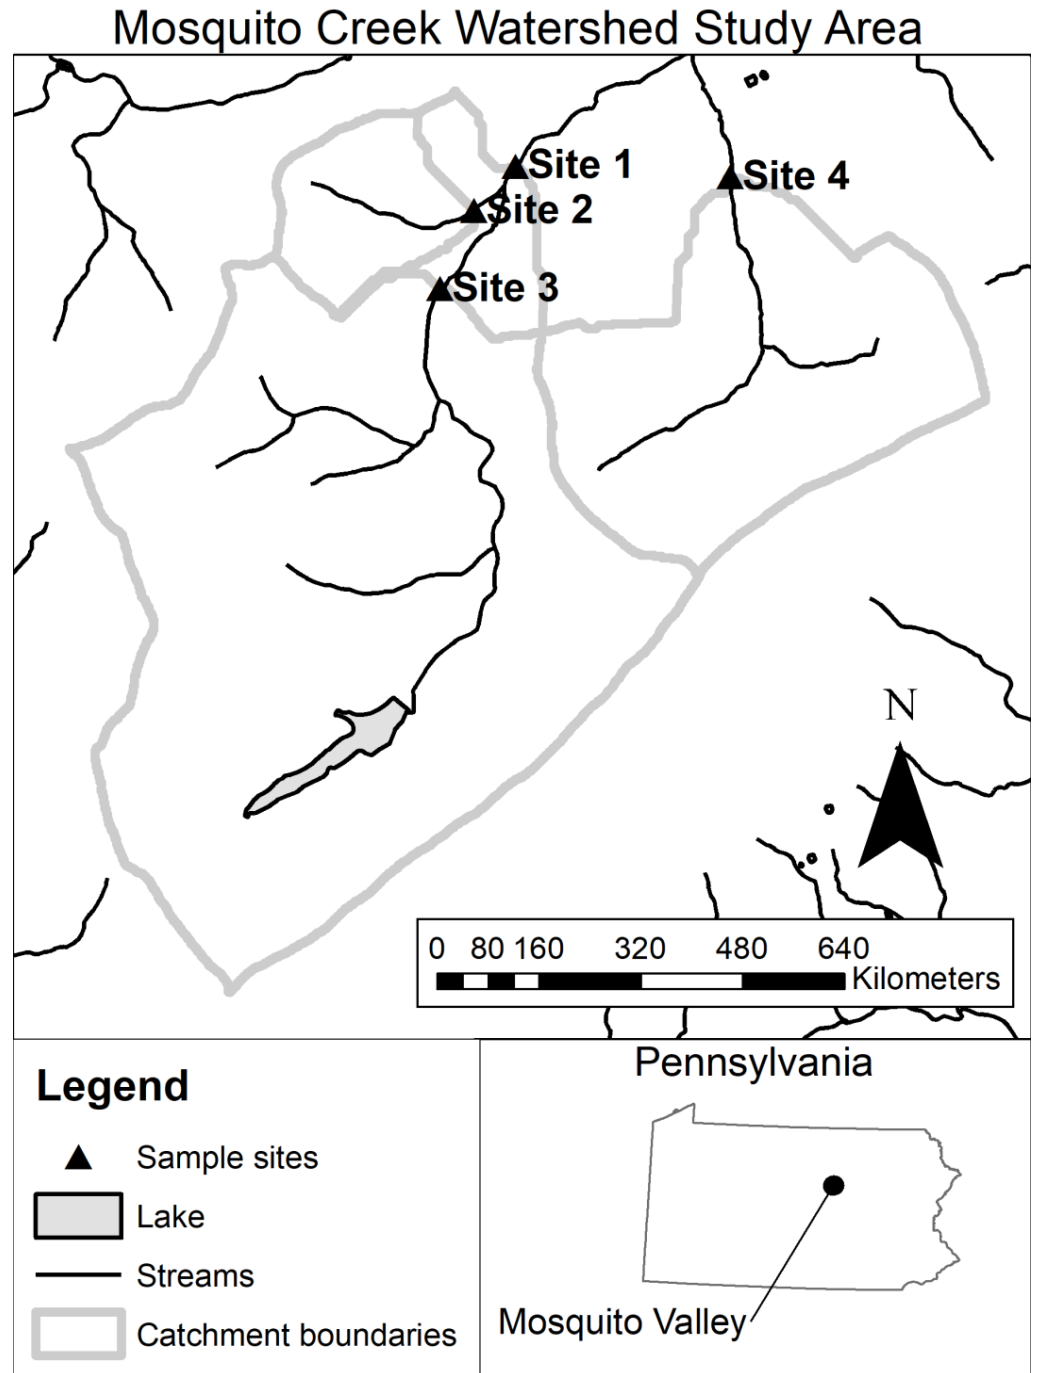 Mosquito Creek Watershed Study Area
Site 1
Site 4
Site 2
Site 3
N
0 80 160 320 480 640
Kilometers
Legend
Sample sites
Lake
Streams
Catchment boundaries
Pennsylvania
Mosquito Valley